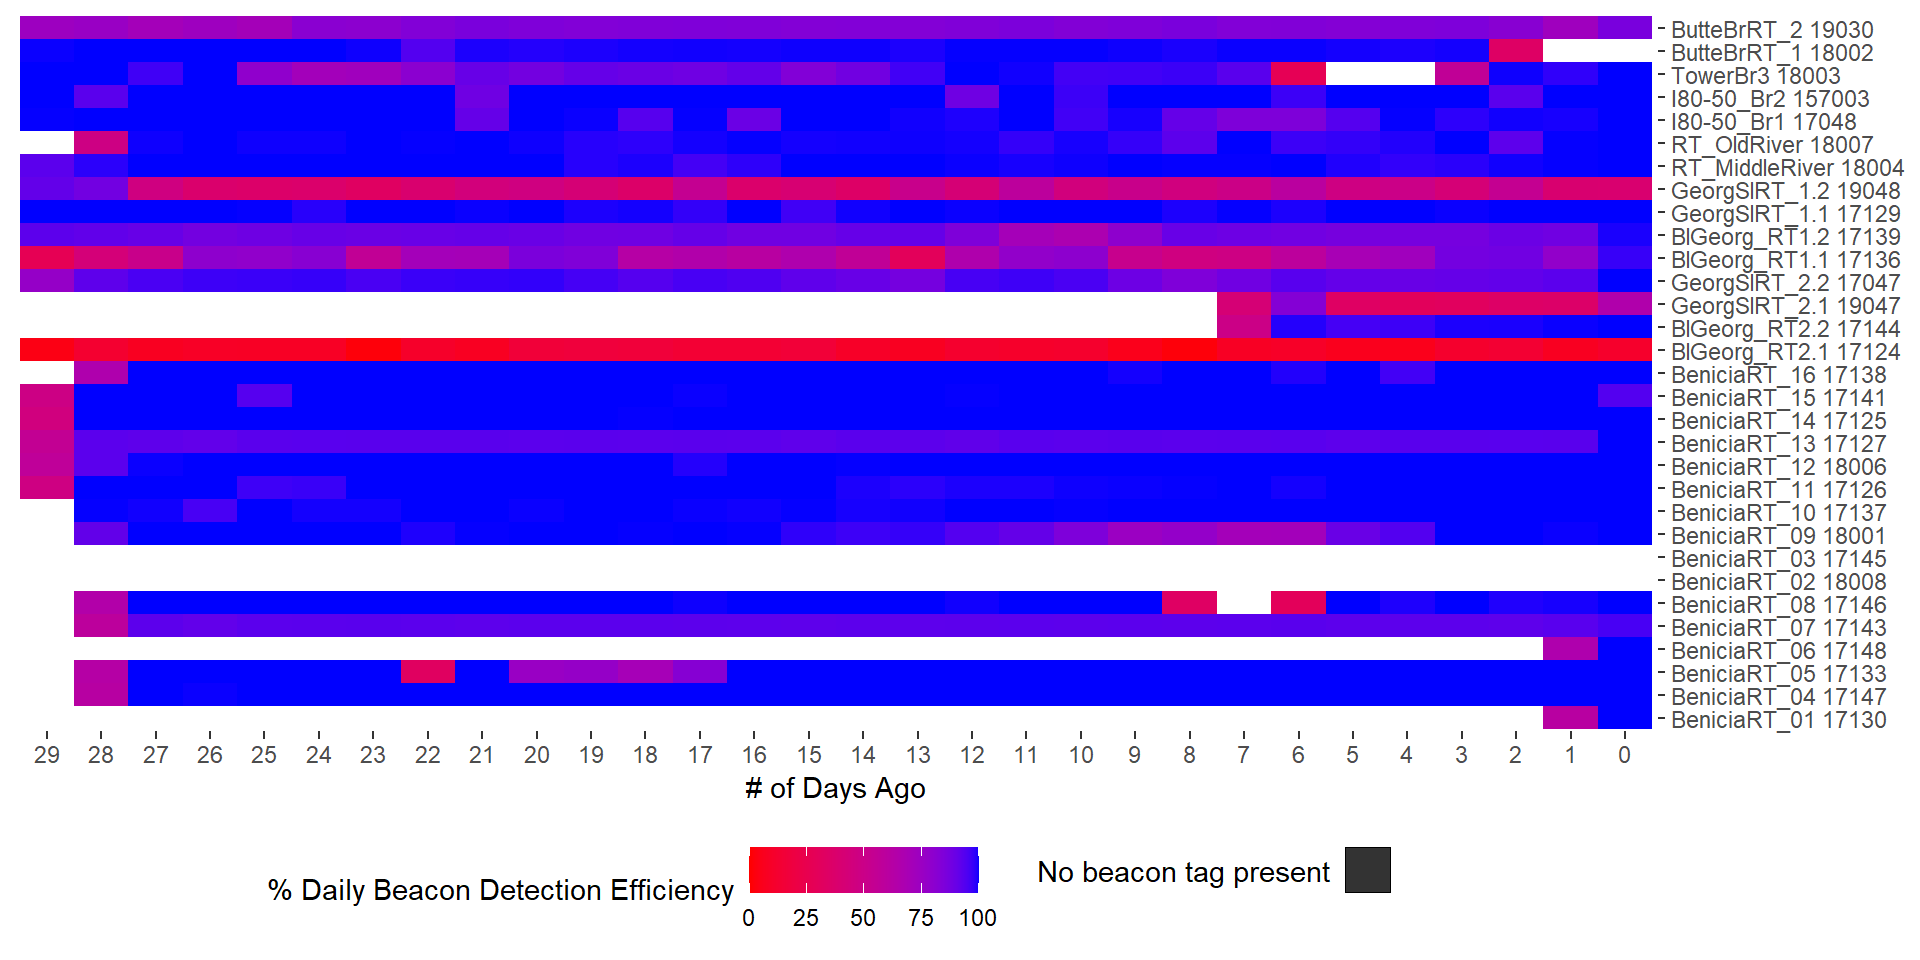 ButteBrRT_2 19030
ButteBrRT_1 18002
TowerBr3 18003
I80-50_Br2 157003
I80-50_Br1 17048
RT_OldRiver 18007
RT_MiddleRiver 18004
GeorgSlRT_1.2 19048
GeorgSlRT_1.1 17129
BlGeorg_RT1.2 17139
BlGeorg_RT1.1 17136
GeorgSlRT_2.2 17047
GeorgSlRT_2.1 19047
BlGeorg_RT2.2 17144
BlGeorg_RT2.1 17124
BeniciaRT_16 17138
BeniciaRT_15 17141
BeniciaRT_14 17125
BeniciaRT_13 17127
BeniciaRT_12 18006
BeniciaRT_11 17126
BeniciaRT_10 17137
BeniciaRT_09 18001
BeniciaRT_03 17145
BeniciaRT_02 18008
BeniciaRT_08 17146
BeniciaRT_07 17143
BeniciaRT_06 17148
BeniciaRT_05 17133
BeniciaRT_04 17147
BeniciaRT_01 17130
29 28 27 26 25 24 23 22 21 20 19 18 17 16 15 14 13 12 11 10 9 8 7 6 5 4 3 2 1 0
# of Days Ago
% Daily Beacon Detection Efficiency
0 25 50 75 100
No beacon tag present